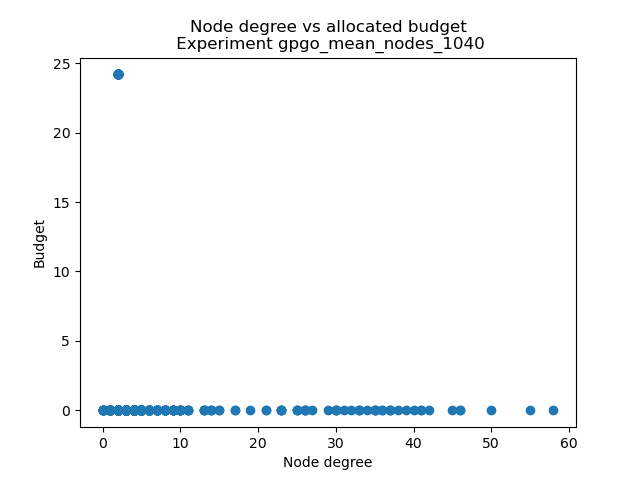 Node degree vs allocated budget
Experiment gpgo_mean_nodes_1040
25
20
15
10
5
0
Budget
0 10 20 30 40 50 60
Node degree